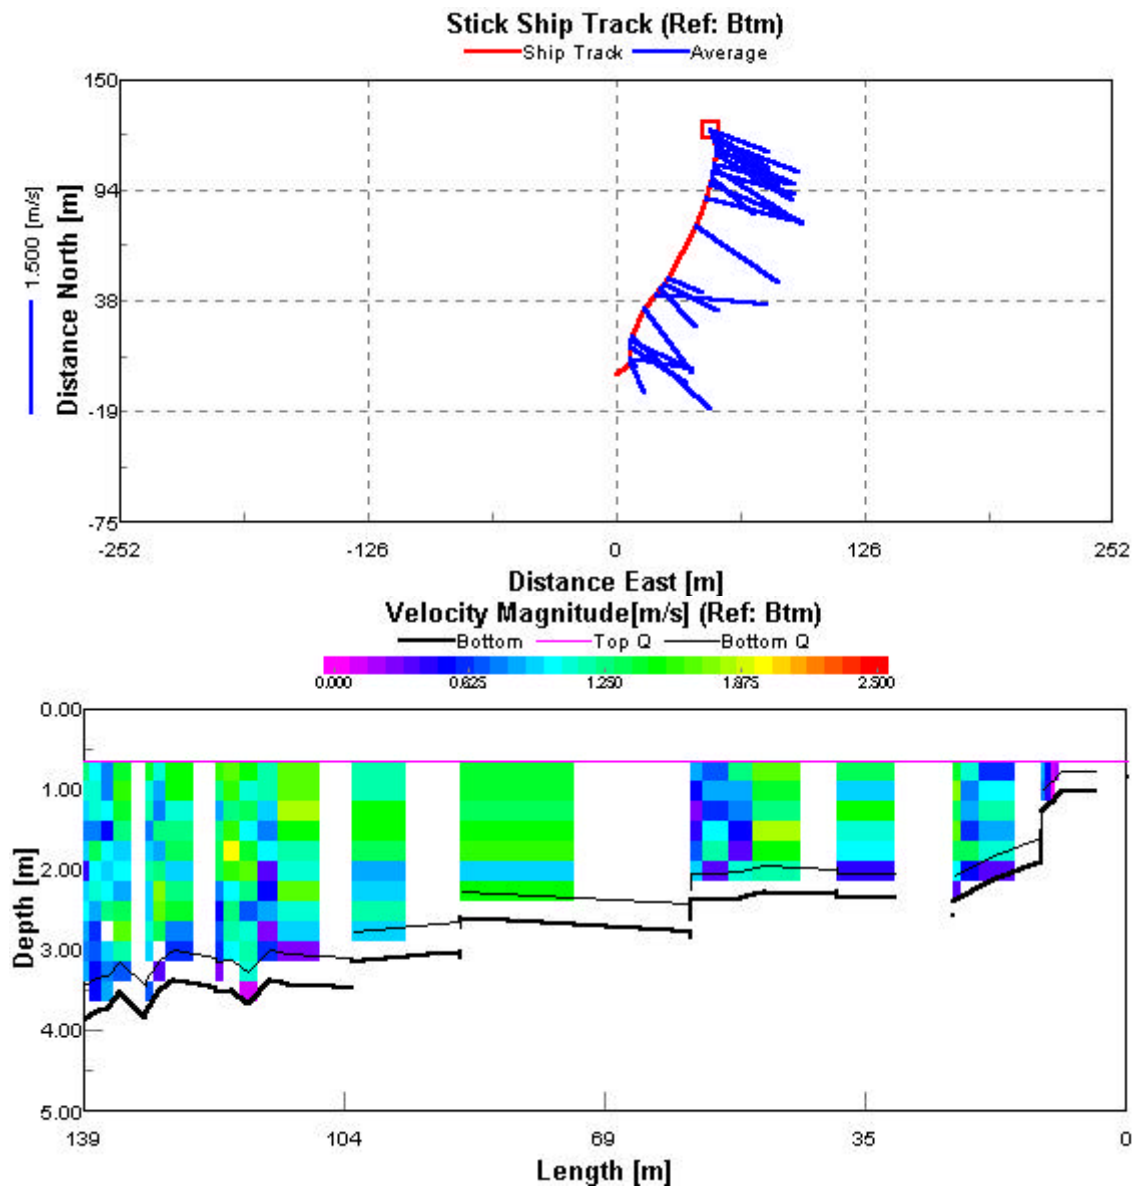 Stick Ship Track (Ref: Btm)
Ship Track Average
150
94
38
-19
-75
1.500 [m/s]
Distance North [m]
-252 -126 0 126 252
Distance East [m]
Velocity Magnitude[m/s] (Ref: Btm)
Bottom Top Q Bottom Q
0.000 0.625 1.250 1.875 2.500
0.00
1.00
2.00
3.00
4.00
5.00
Depth [m]
139 104 69 35 0
Length [m]